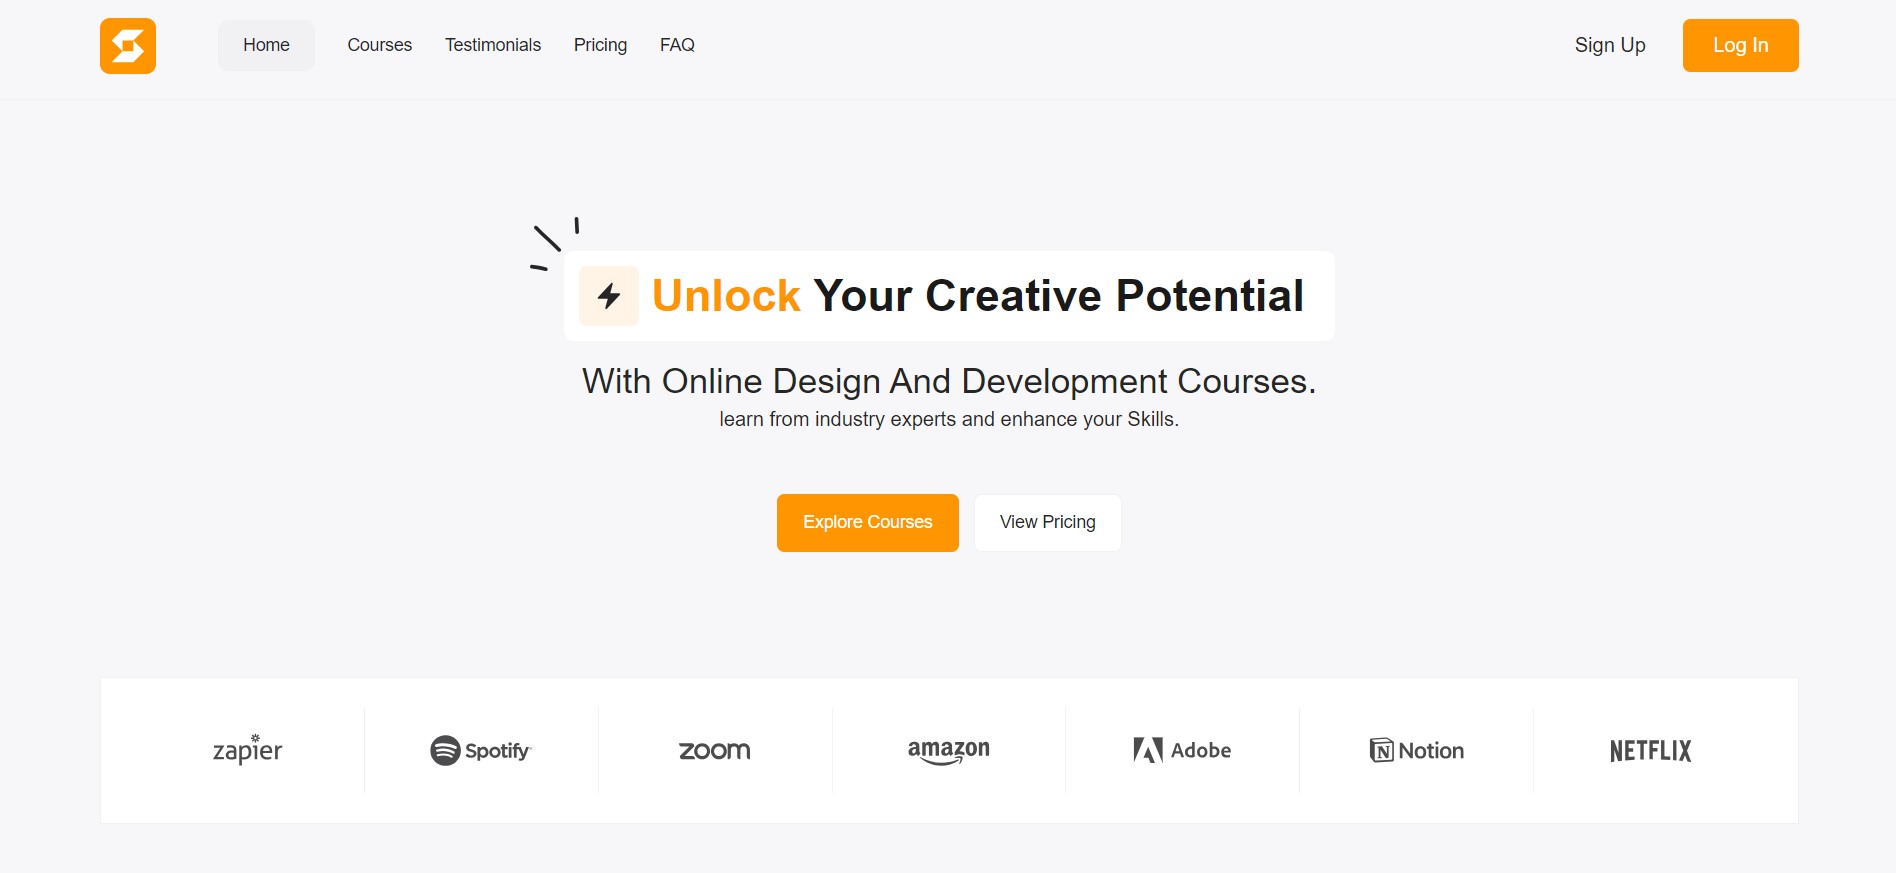 Home Courses Testimonials Pricing FAQ Sign Up Log In
Unlock Your Creative Potential
With Online Design And Development Courses.
learn from industry experts and enhance your Skills.
Explore Courses View Pricing
zapier Spotify zoom amazon Adobe Notion NETFLIX